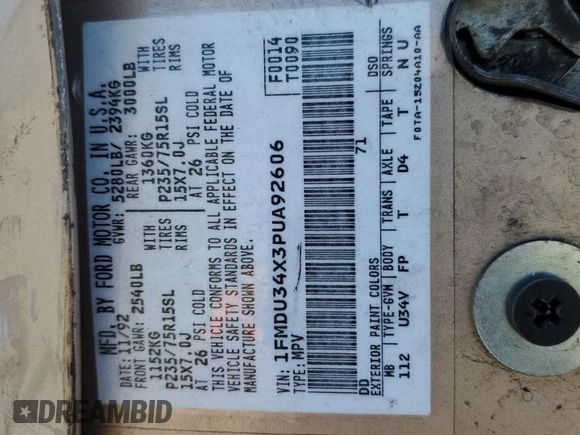 MFD. BY FORD MOTOR CO. IN U.S.A.
DATE: 11/92 GVWR: 5280LB/ 2394KG
FRONT GAWR: 2540LB REAR GAWR: 3000LB
1152KG WITH 1360KG WITH
P235/75R15SL TIRES P235/75R15SL TIRES
15X7.0J RIMS 15X7.0J RIMS
AT 26 PSI COLD AT 26 PSI COLD
THIS VEHICLE CONFORMS TO ALL APPLICABLE FEDERAL MOTOR
VEHICLE SAFETY STANDARDS IN EFFECT ON THE DATE OF
MANUFACTURE SHOWN ABOVE.
VIN: 1FMDU34X3PUA92606 F0014
TYPE: MPV T0090
71
DD
EXTERIOR PAINT COLORS DSO
MB TYPE-GVM BODY TRANS AXLE TAPE SPRINGS
112 U34V FP T D4 T N U
F0TA-15204A10-AA
DREAMBID